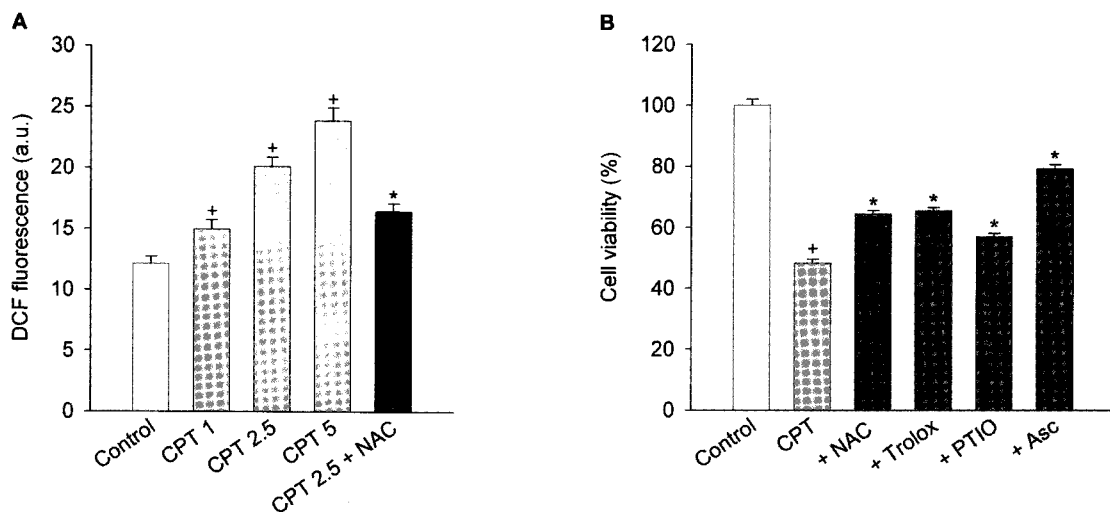 A
DCF fluorescence (a.u.)
30
25
20
15
10
5
0
+
+
+
*
Control
CPT 1
CPT 2.5
CPT 5
CPT 2.5 + NAC
B
Cell viability (%)
120
100
80
60
40
20
0
+
*
*
*
*
Control
CPT
+ NAC
+ Trolox
+ PTIO
+ Asc